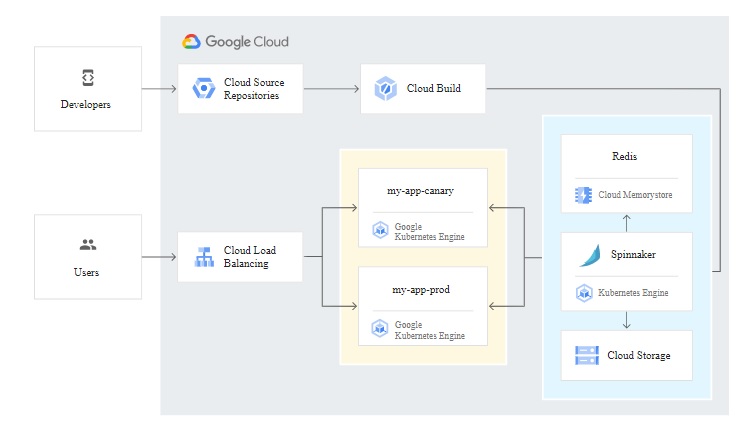 Google Cloud
Developers
Cloud Source
Repositories
Cloud Build
Users
Cloud Load
Balancing
my-app-canary
Google
Kubernetes Engine
my-app-prod
Google
Kubernetes Engine
Redis
Cloud Memorystore
Spinnaker
Kubernetes Engine
Cloud Storage